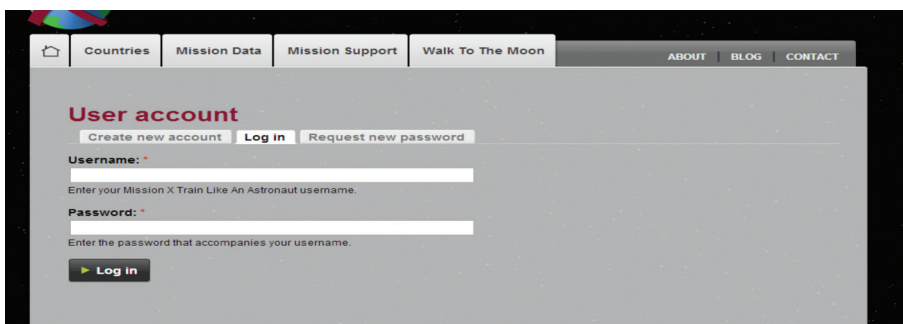 Countries Mission Data Mission Support Walk To The Moon
ABOUT BLOG CONTACT
User account
Create new account Log in Request new password
Username: *
Enter your Mission X Train Like An Astronaut username.
Password: *
Enter the password that accompanies your username.
Log in